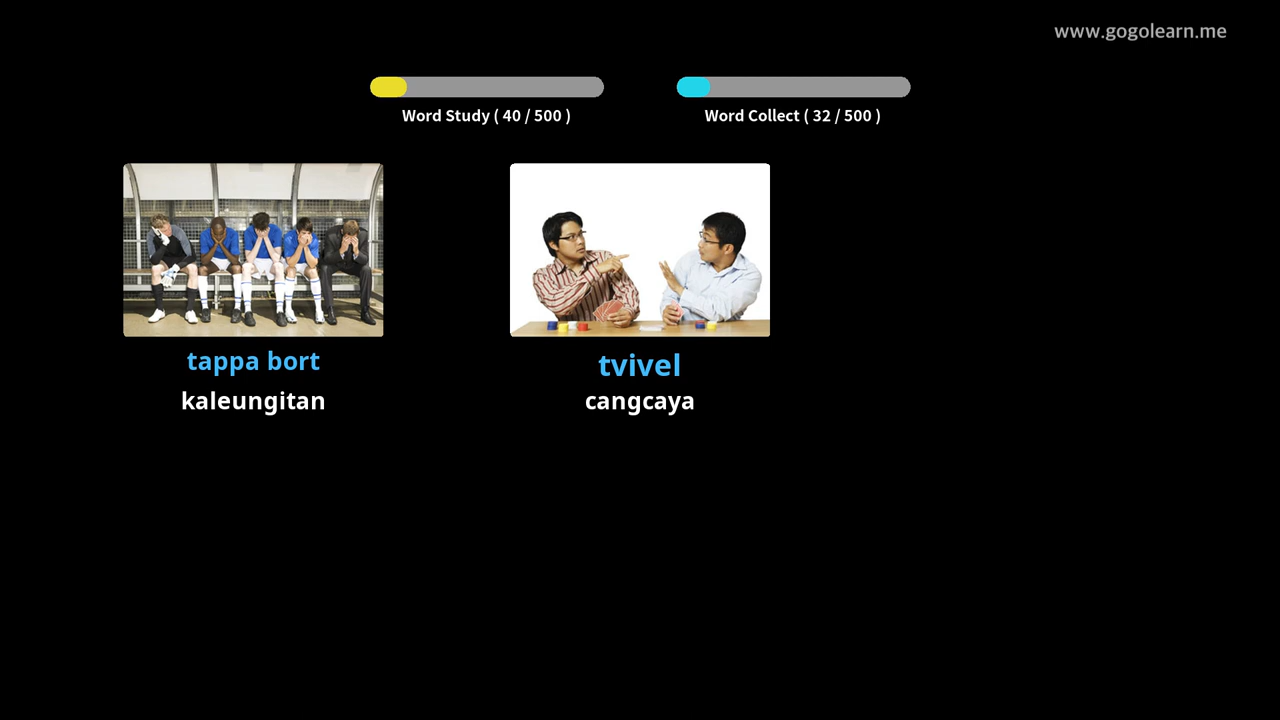 www.gogolearn.me
Word Study ( 40 / 500 )
Word Collect ( 32 / 500 )
tappa bort
kaleungitan
tvivel
cangcaya